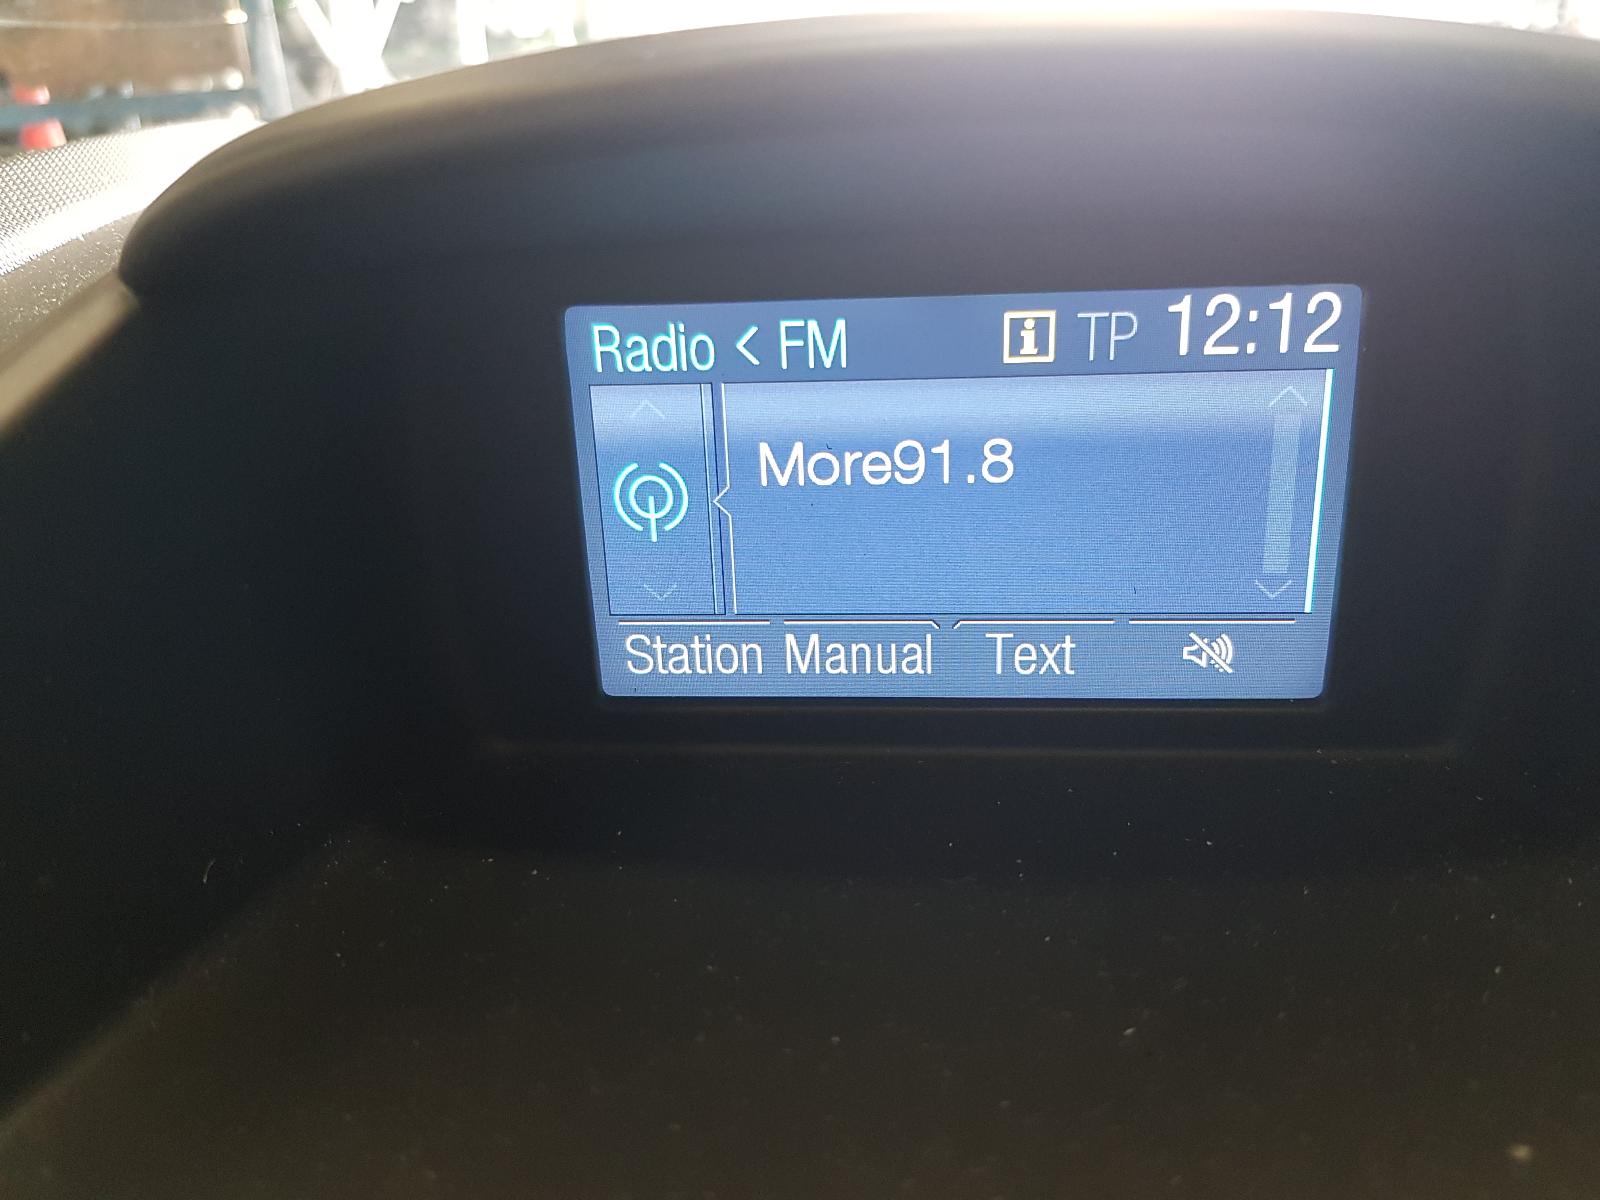 Radio < FM i TP 12:12
More91.8
Station Manual Text